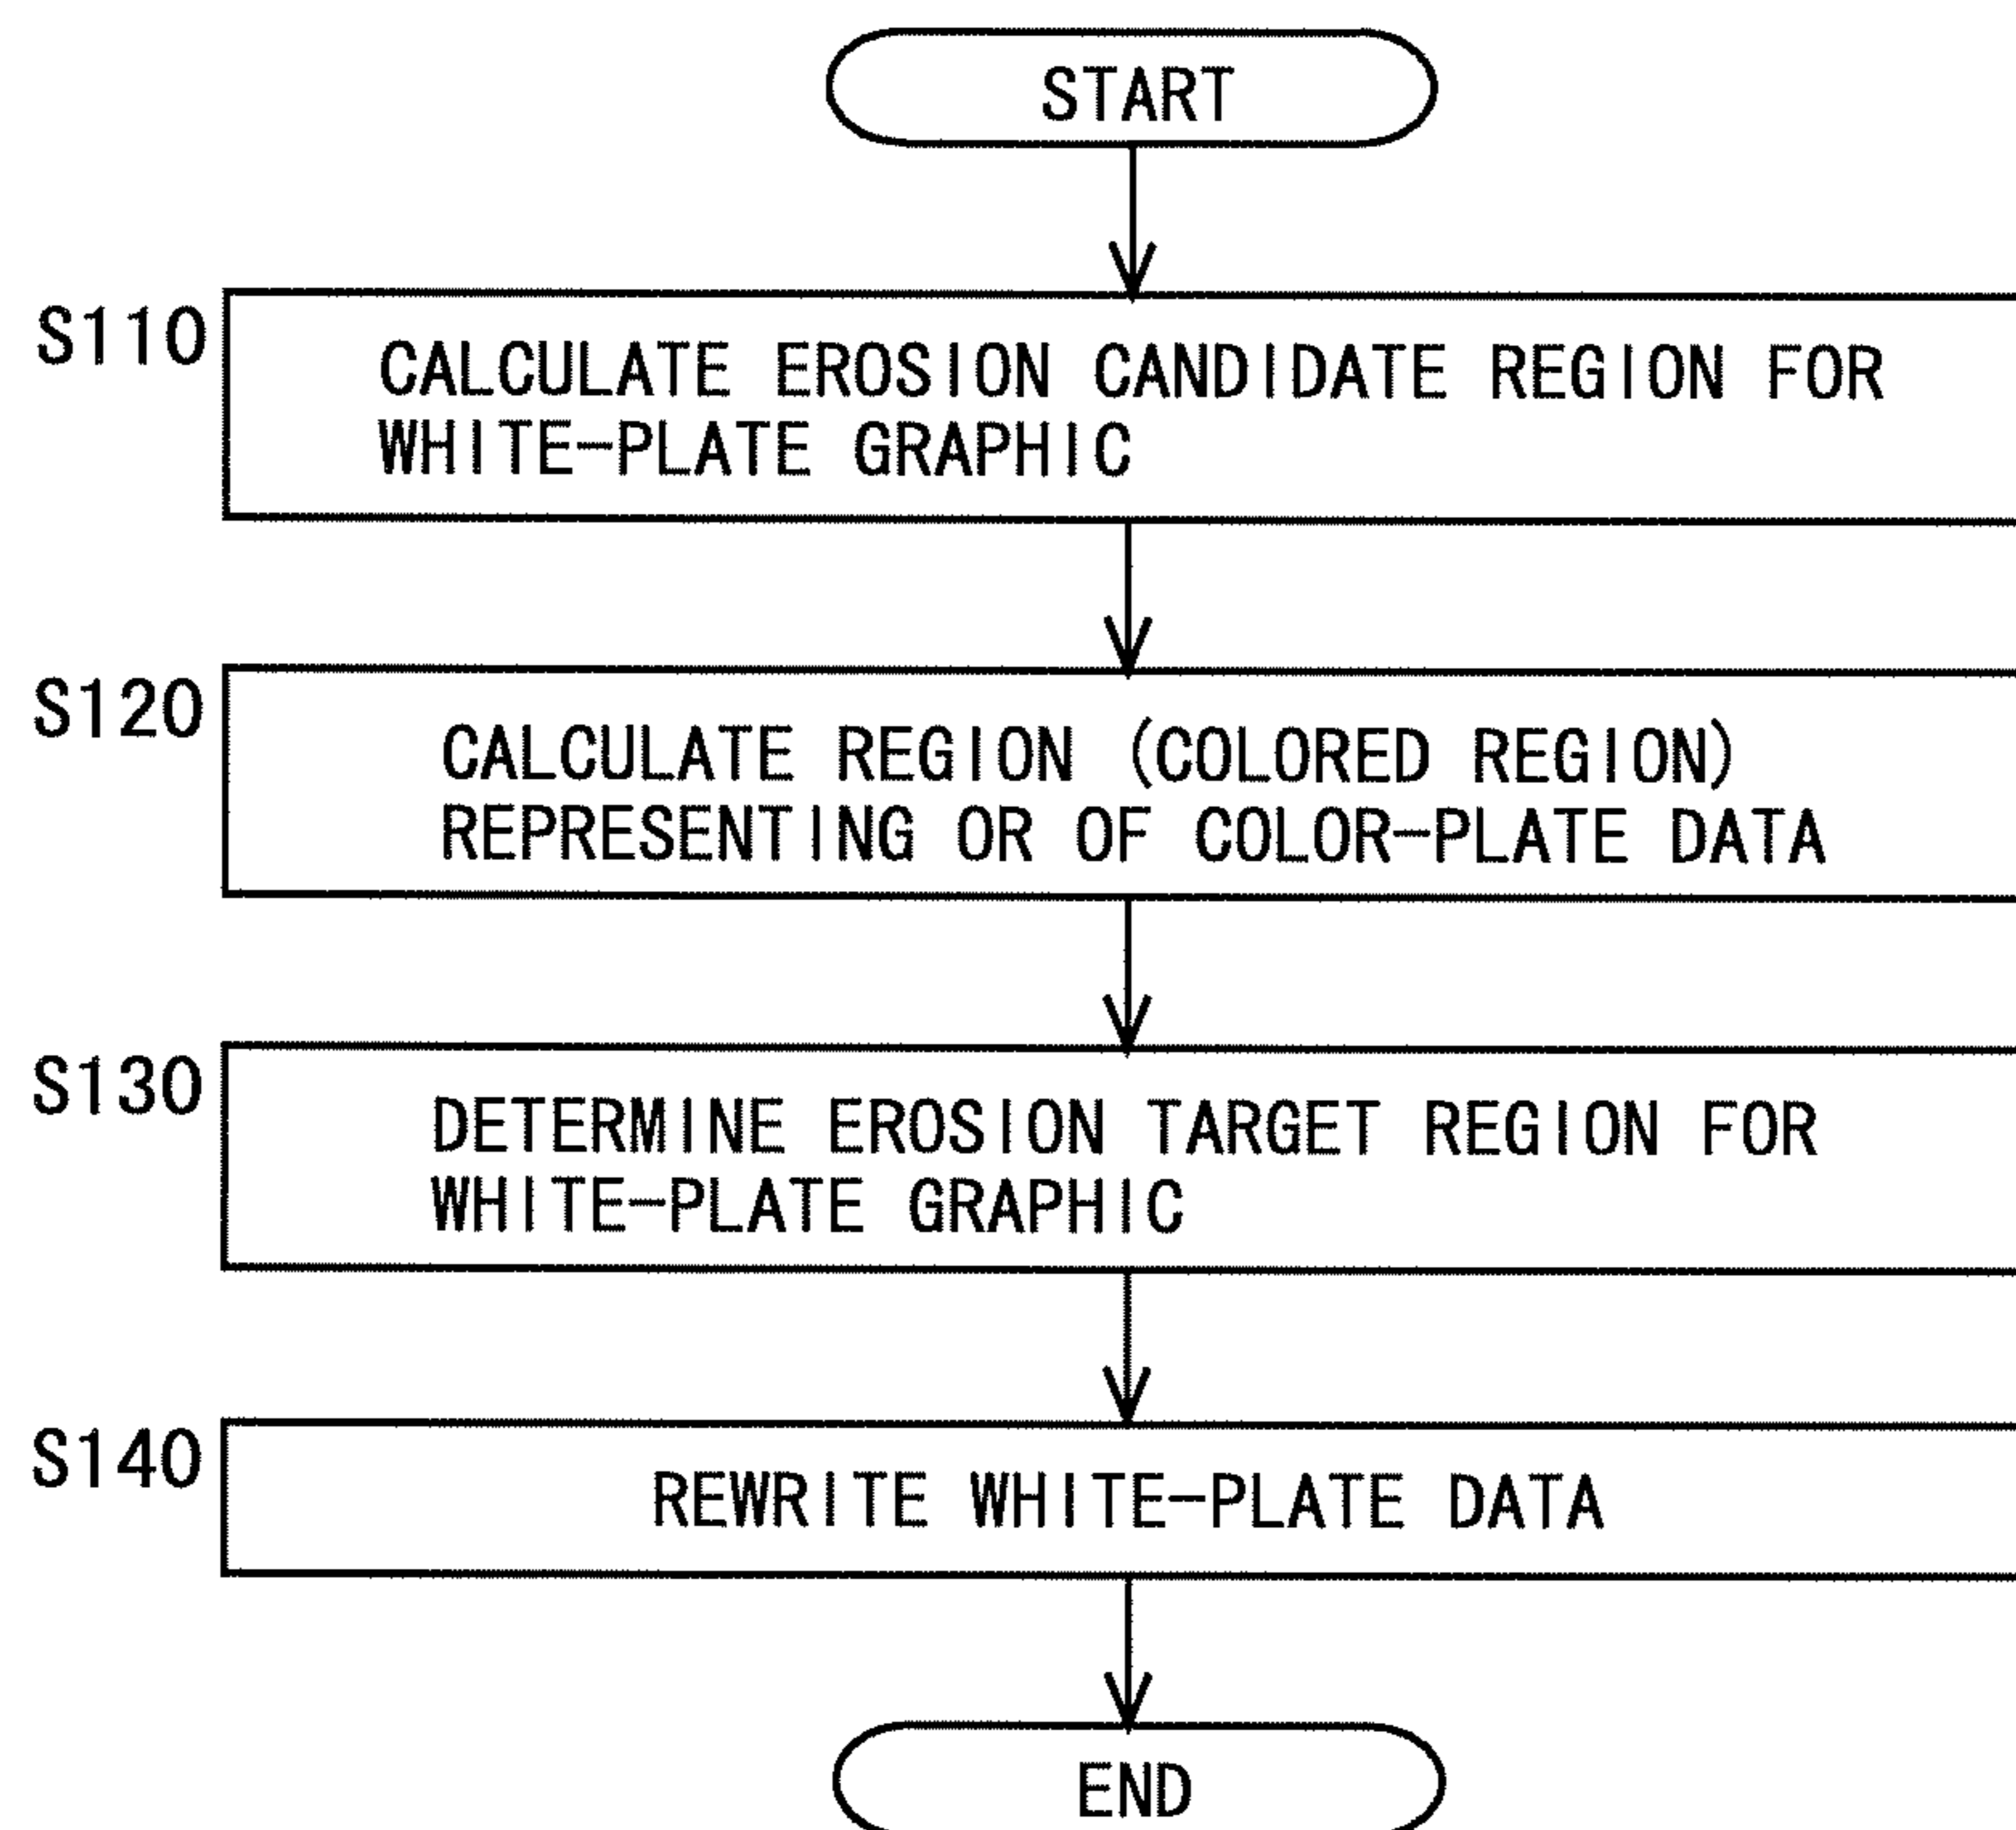 START
S110
CALCULATE EROSION CANDIDATE REGION FOR
WHITE-PLATE GRAPHIC
S120
CALCULATE REGION (COLORED REGION)
REPRESENTING OR OF COLOR-PLATE DATA
S130
DETERMINE EROSION TARGET REGION FOR
WHITE-PLATE GRAPHIC
S140
REWRITE WHITE-PLATE DATA
END